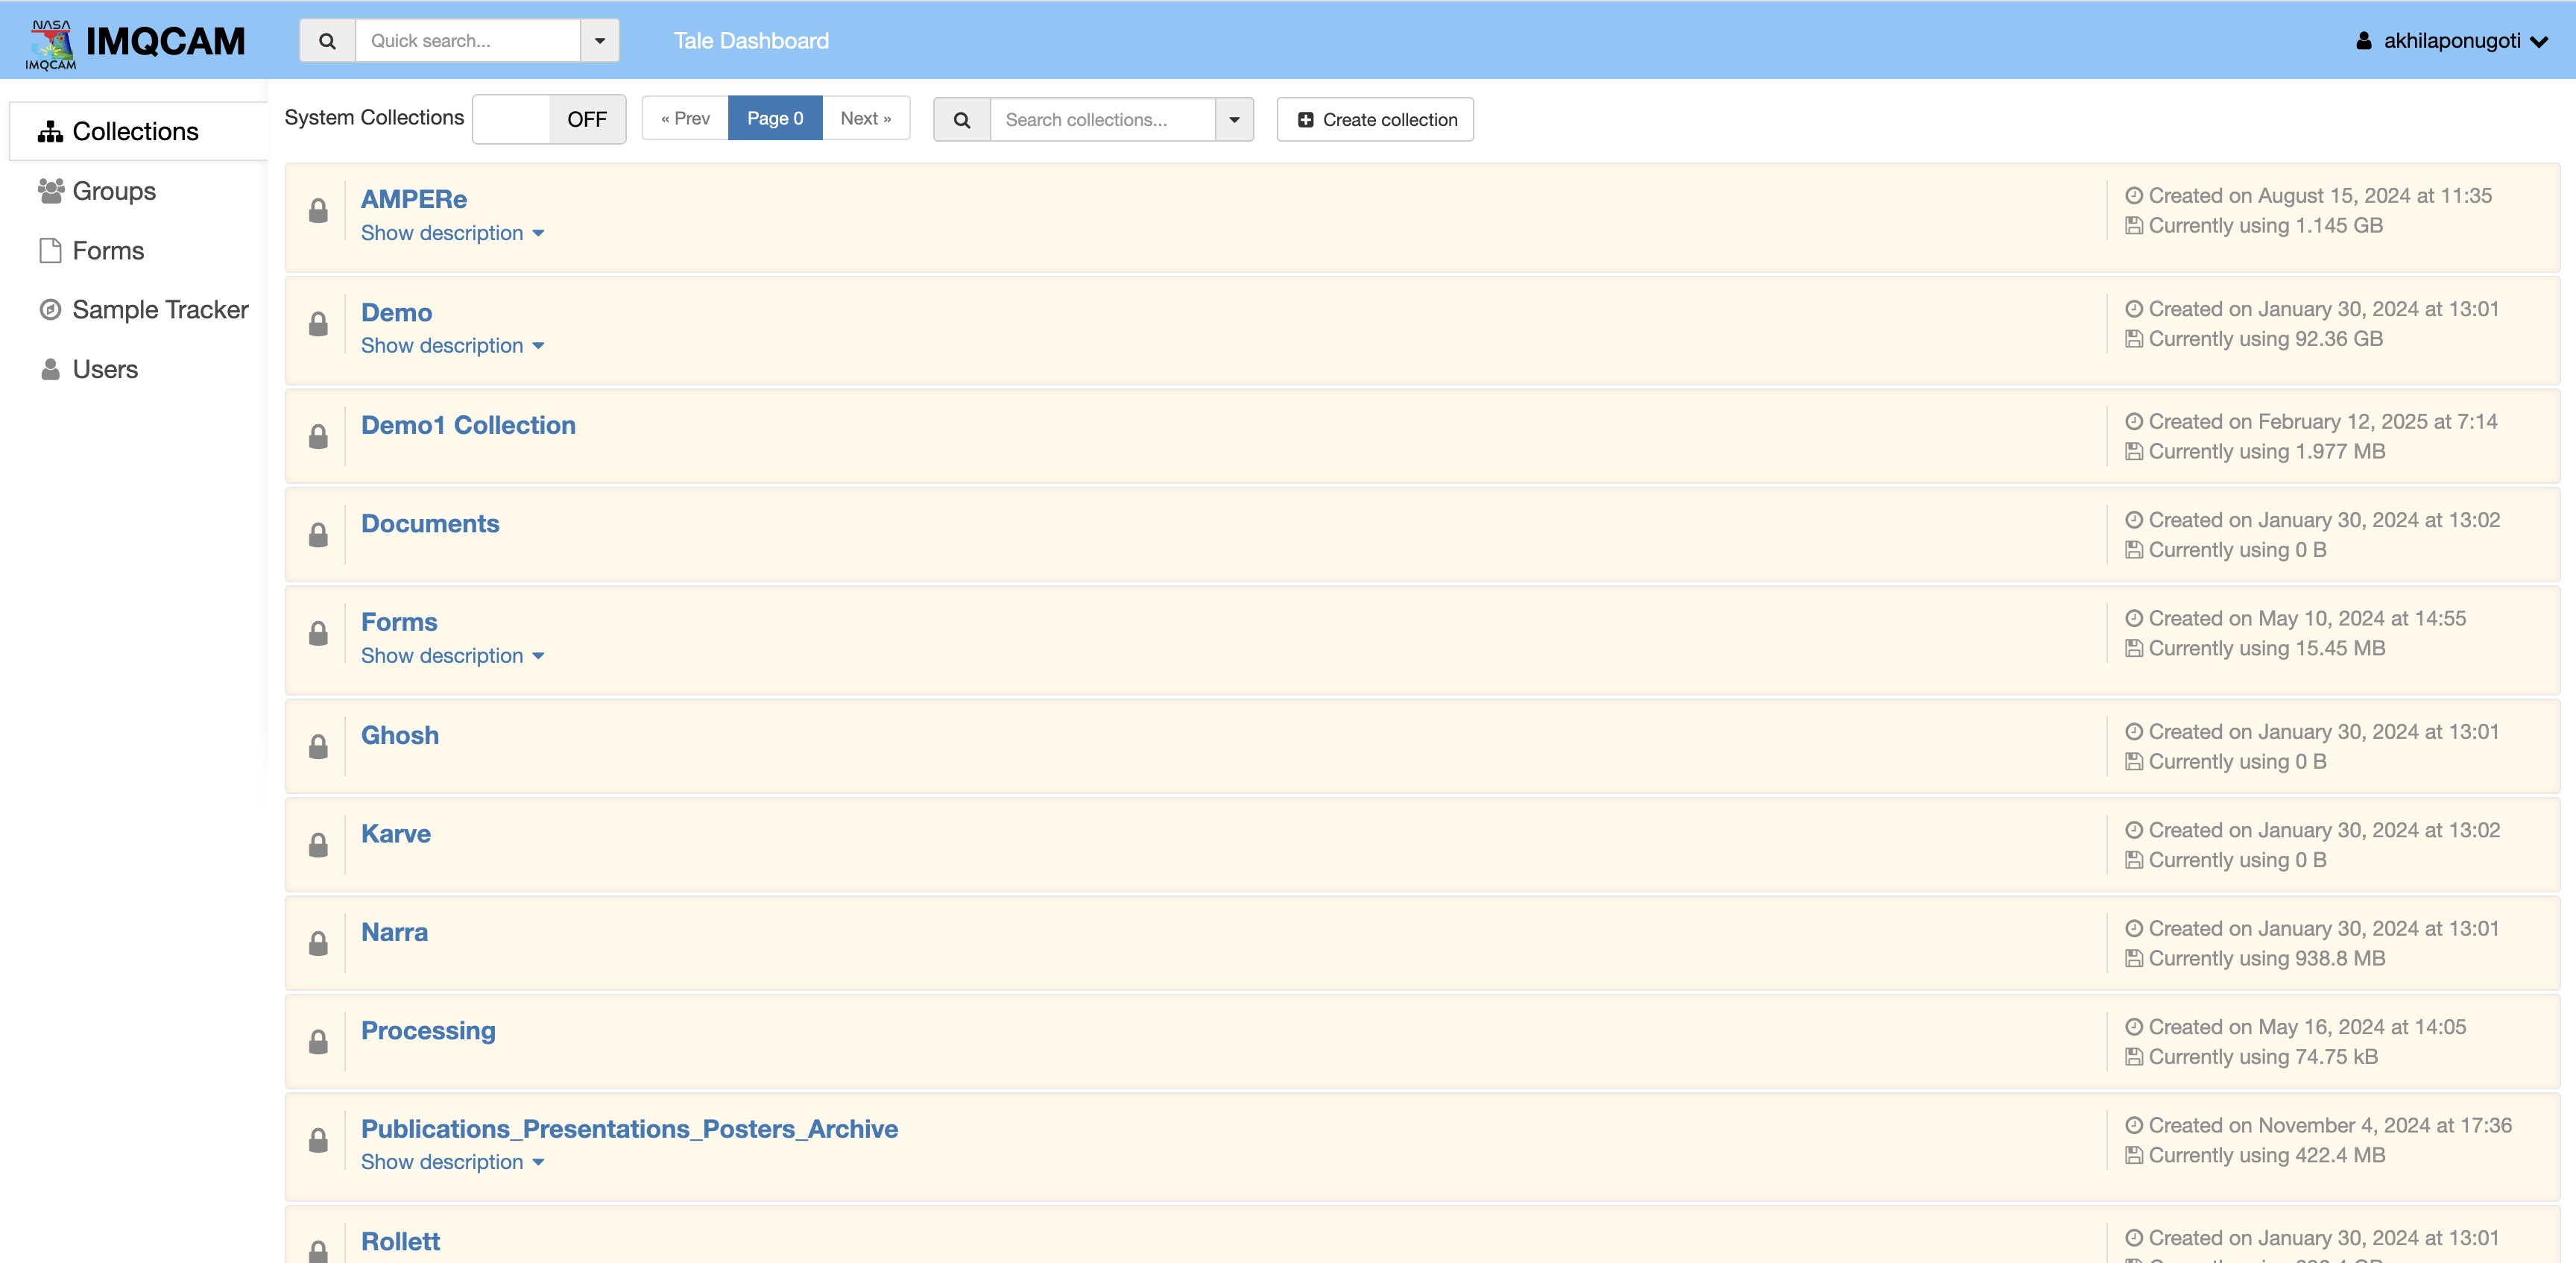 NASA
IMQCAM
IMQCAM
Quick search...
Tale Dashboard
akhilaponugoti
Collections
Groups
Forms
Sample Tracker
Users
System Collections
OFF
« Prev
Page 0
Next »
Search collections...
Create collection
AMPERe
Show description
Created on August 15, 2024 at 11:35
Currently using 1.145 GB
Demo
Show description
Created on January 30, 2024 at 13:01
Currently using 92.36 GB
Demo1 Collection
Created on February 12, 2025 at 7:14
Currently using 1.977 MB
Documents
Created on January 30, 2024 at 13:02
Currently using 0 B
Forms
Show description
Created on May 10, 2024 at 14:55
Currently using 15.45 MB
Ghosh
Created on January 30, 2024 at 13:01
Currently using 0 B
Karve
Created on January 30, 2024 at 13:02
Currently using 0 B
Narra
Created on January 30, 2024 at 13:01
Currently using 938.8 MB
Processing
Created on May 16, 2024 at 14:05
Currently using 74.75 kB
Publications_Presentations_Posters_Archive
Show description
Created on November 4, 2024 at 17:36
Currently using 422.4 MB
Rollett
Created on January 30, 2024 at 13:01